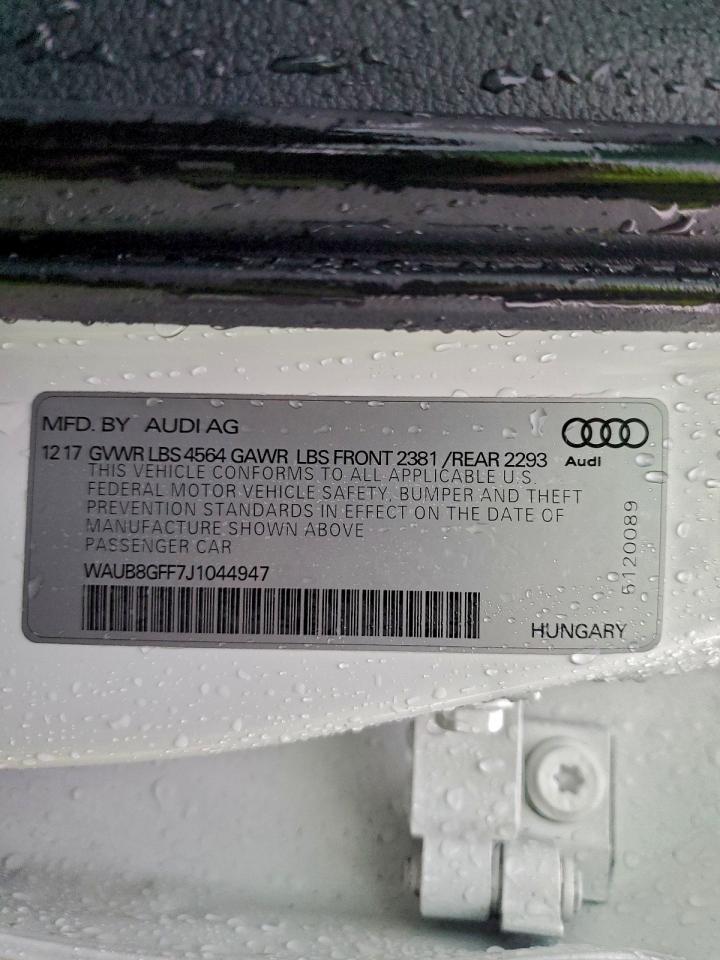 MFD. BY AUDI AG
12 17 GVWR LBS 4564 GAWR LBS FRONT 2381 /REAR 2293
Audi
THIS VEHICLE CONFORMS TO ALL APPLICABLE U.S.
FEDERAL MOTOR VEHICLE SAFETY, BUMPER AND THEFT
PREVENTION STANDARDS IN EFFECT ON THE DATE OF
MANUFACTURE SHOWN ABOVE
PASSENGER CAR
WAUB8GFF7J1044947
5120089
HUNGARY